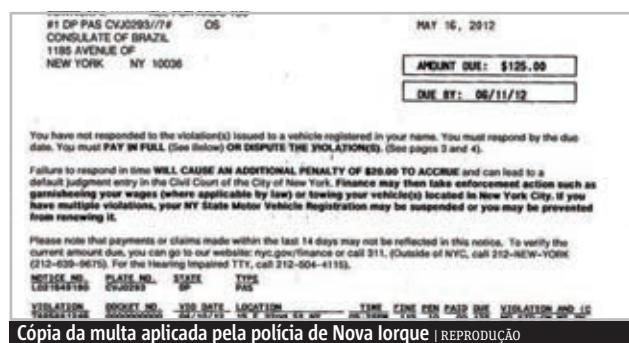 #1 DP PAS CVJ0293//7# OS
CONSULATE OF BRAZIL
1185 AVENUE OF
NEW YORK NY 10036
MAY 16, 2012
AMOUNT DUE: $125.00
DUE BY: 06/11/12
You have not responded to the violation(s) issued to a vehicle registered in your name. You must respond by the due
date. You must PAY IN FULL (See Below) OR DISPUTE THE VIOLATION(S). (See pages 3 and 4).
Failure to respond in time WILL CAUSE AN ADDITIONAL PENALTY OF $20.00 TO ACCRUE and can lead to a
default judgment entry in the Civil Court of the City of New York. Finance may then take enforcement action such as
garnisheeing your wages (where applicable by law) or towing your vehicle(s) located in New York City. If you
have multiple violations, your NY State Motor Vehicle Registration may be suspended or you may be prevented
from renewing it.
Please note that payments or claims made within the last 14 days may not be reflected in this notice. To verify the
current amount due, you can go to our website: nyc.gov/finance or call 311. (Outside of NYC, call 212-NEW-YORK
(212-639-9675). For the Hearing Impaired TTY, call 212-504-4115).
NOTICE NO. PLATE NO. STATE TYPE
CVJ0293 DP PAS
VIOLATION DOCKET NO. VIO DATE LOCATION TIME FINE PEN PAID DUE VIOLATION AND
Cópia da multa aplicada pela polícia de Nova Iorque | REPRODUÇÃO